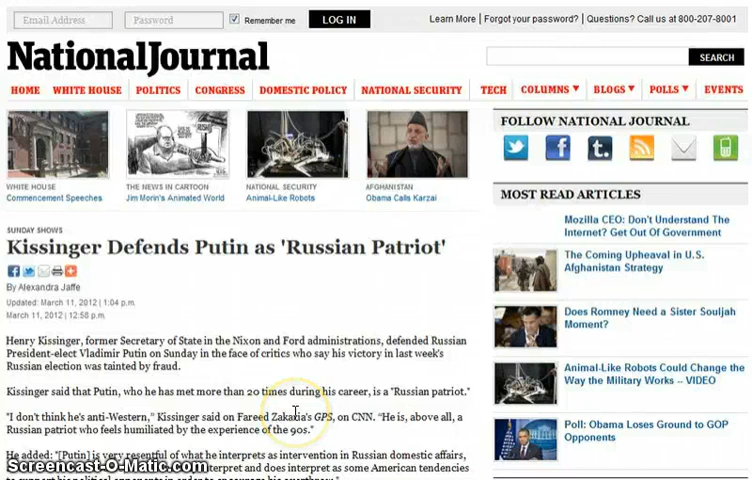 Email Address Password Remember me LOG IN Learn More | Forgot your password? | Questions? Call us at 800-207-8001
NationalJournal
SEARCH
HOME WHITE HOUSE POLITICS CONGRESS DOMESTIC POLICY NATIONAL SECURITY TECH COLUMNS BLOGS POLLS EVENTS
WHITE HOUSE
Commencement Speeches
THE NEWS IN CARTOON
Jim Morin's Animated World
NATIONAL SECURITY
Animal-Like Robots
AFGHANISTAN
Obama Calls Karzai
SUNDAY SHOWS
Kissinger Defends Putin as 'Russian Patriot'
By Alexandra Jaffe
Updated: March 11, 2012 | 1:04 p.m.
March 11, 2012 | 12:58 p.m.
Henry Kissinger, former Secretary of State in the Nixon and Ford administrations, defended Russian
President-elect Vladimir Putin on Sunday in the face of critics who say his victory in last week's
Russian election was tainted by fraud.
Kissinger said that Putin, who he has met more than 20 times during his career, is a "Russian patriot."
"I don't think he's anti-Western," Kissinger said on Fareed Zakaria's GPS, on CNN. "He is, above all, a
Russian patriot who feels humiliated by the experience of the 90s."
He added: "[Putin] is very resentful of what he interprets as intervention in Russian domestic affairs,
interpret and does interpret as some American tendencies
Screencast-O-Matic.com
FOLLOW NATIONAL JOURNAL
MOST READ ARTICLES
Mozilla CEO: Don't Understand The
Internet? Get Out Of Government
The Coming Upheaval in U.S.
Afghanistan Strategy
Does Romney Need a Sister Souljah
Moment?
Animal-Like Robots Could Change the
Way the Military Works -- VIDEO
Poll: Obama Loses Ground to GOP
Opponents